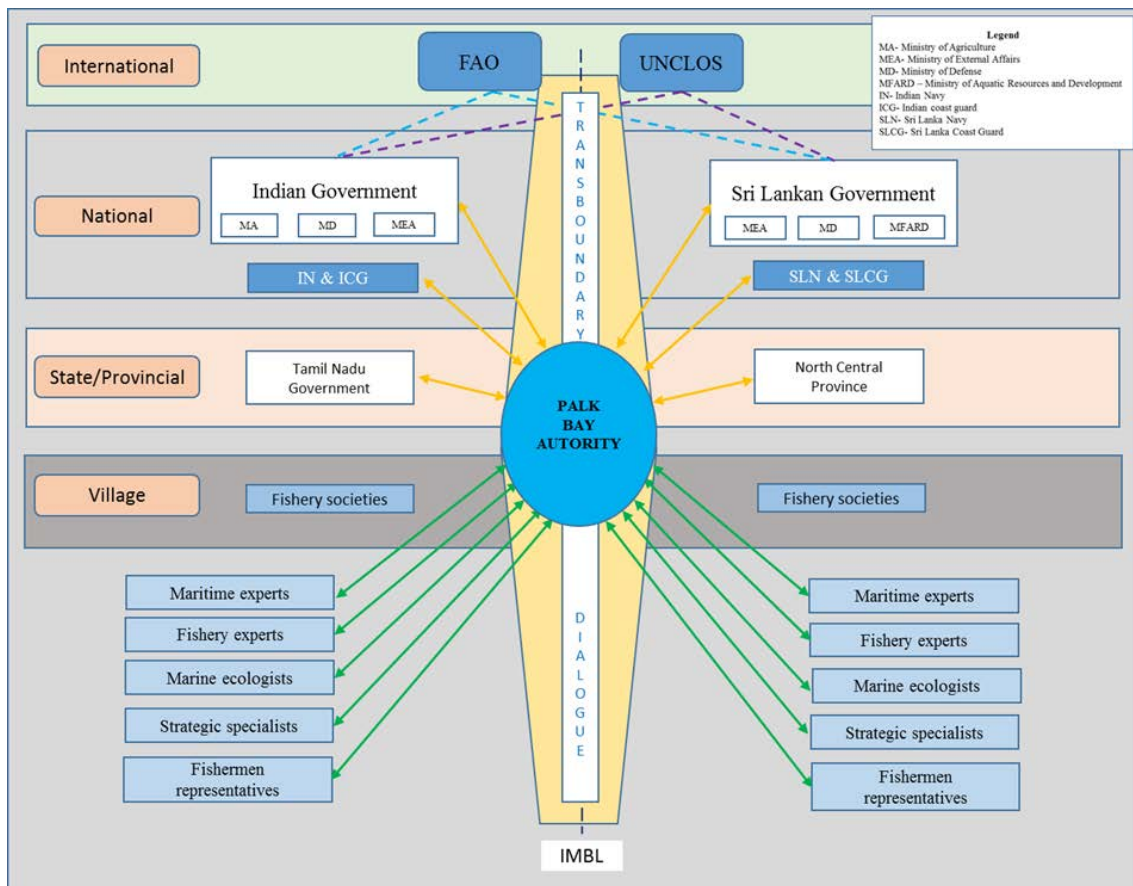 International
FAO
UNCLOS
Legend
MA- Ministry of Agriculture
MEA- Ministry of External Affairs
MD- Ministry of Defense
MFARD – Ministry of Aquatic Resources and Development
IN- Indian Navy
ICG- Indian coast guard
SLN- Sri Lanka Navy
SLCG- Sri Lanka Coast Guard
TRANSBOUNDARY
National
Indian Government
MA
MD
MEA
Sri Lankan Government
MEA
MD
MFARD
IN & ICG
SLN & SLCG
State/Provincial
Tamil Nadu
Government
North Central
Province
PALK
BAY
AUTORITY
Village
Fishery societies
Fishery societies
Maritime experts
Fishery experts
Marine ecologists
Strategic specialists
Fishermen
representatives
DIALOGUE
Maritime experts
Fishery experts
Marine ecologists
Strategic specialists
Fishermen
representatives
IMBL